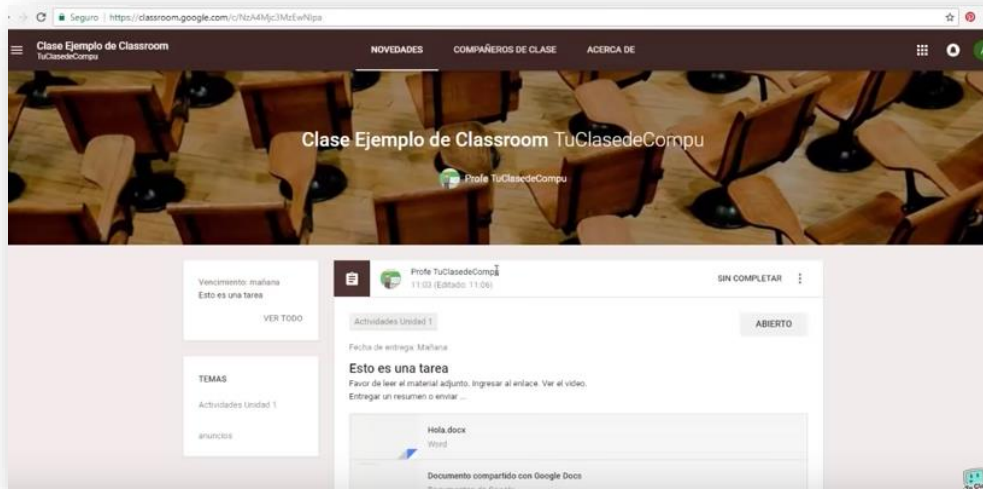 Seguro | https://classroom.google.com/c/NzA4Mjc3MzEwNlpa
Clase Ejemplo de Classroom
TuClasedeCompu
NOVEDADES COMPAÑEROS DE CLASE ACERCA DE
Clase Ejemplo de Classroom TuClasedeCompu
Profe TuClasedeCompu
Vencimiento: mañana
Esto es una tarea
VER TODO
TEMAS
Actividades Unidad 1
anuncios
Profe TuClasedeCompu
11:03 (Editado: 11:06)
SIN COMPLETAR
Actividades Unidad 1
ABIERTO
Fecha de entrega: Mañana
Esto es una tarea
Favor de leer el material adjunto. Ingresar al enlace. Ver el video.
Entregar un resumen o enviar ...
Hola.docx
Word
Documento compartido con Google Docs
Documentos de Google